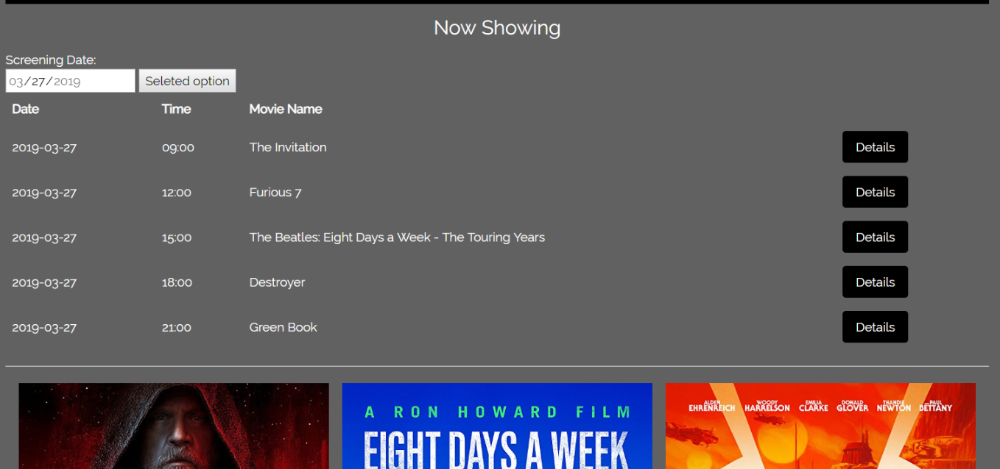 Now Showing
Screening Date:
03/27/2019 Seleted option
Date Time Movie Name
2019-03-27 09:00 The Invitation Details
2019-03-27 12:00 Furious 7 Details
2019-03-27 15:00 The Beatles: Eight Days a Week - The Touring Years Details
2019-03-27 18:00 Destroyer Details
2019-03-27 21:00 Green Book Details
A RON HOWARD FILM
EIGHT DAYS A WEEK
ALDEN EHRENREICH WOODY HARRELSON EMILIA CLARKE DONALD GLOVER THANDIE NEWTON AND PAUL BETTANY